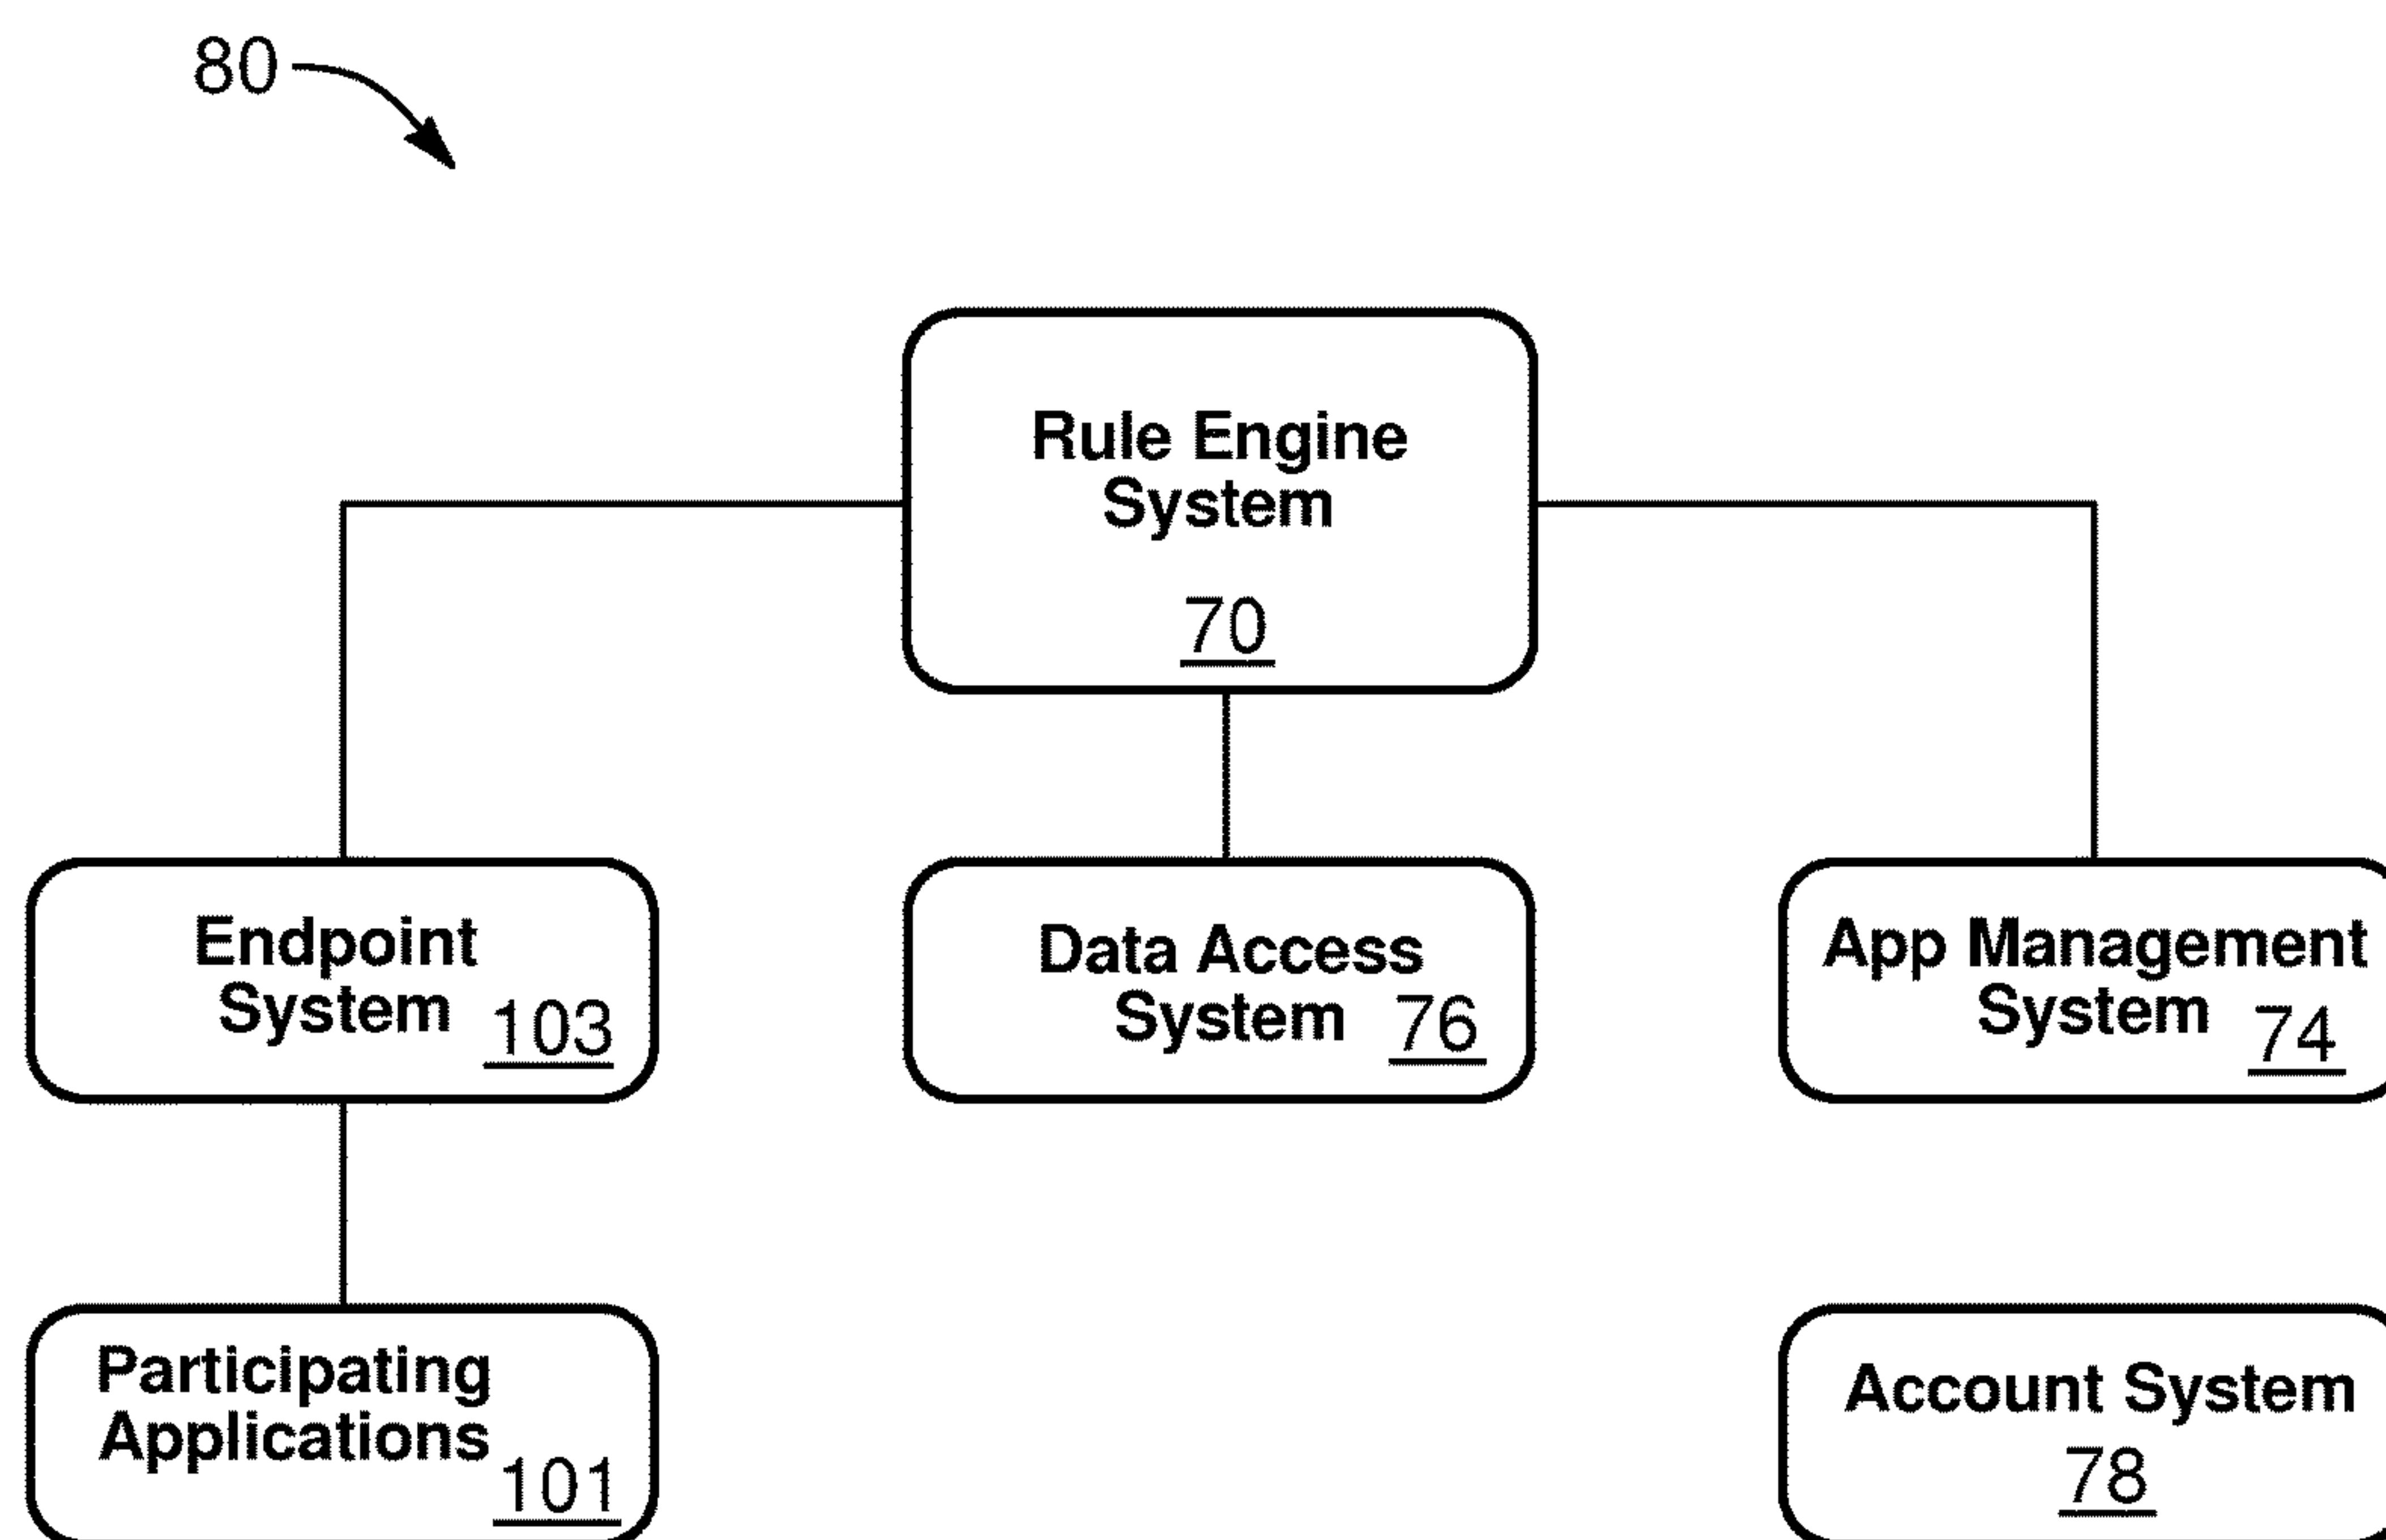 80
Rule Engine
System
70
Endpoint
System 103
Data Access
System 76
App Management
System 74
Participating
Applications
101
Account System
78